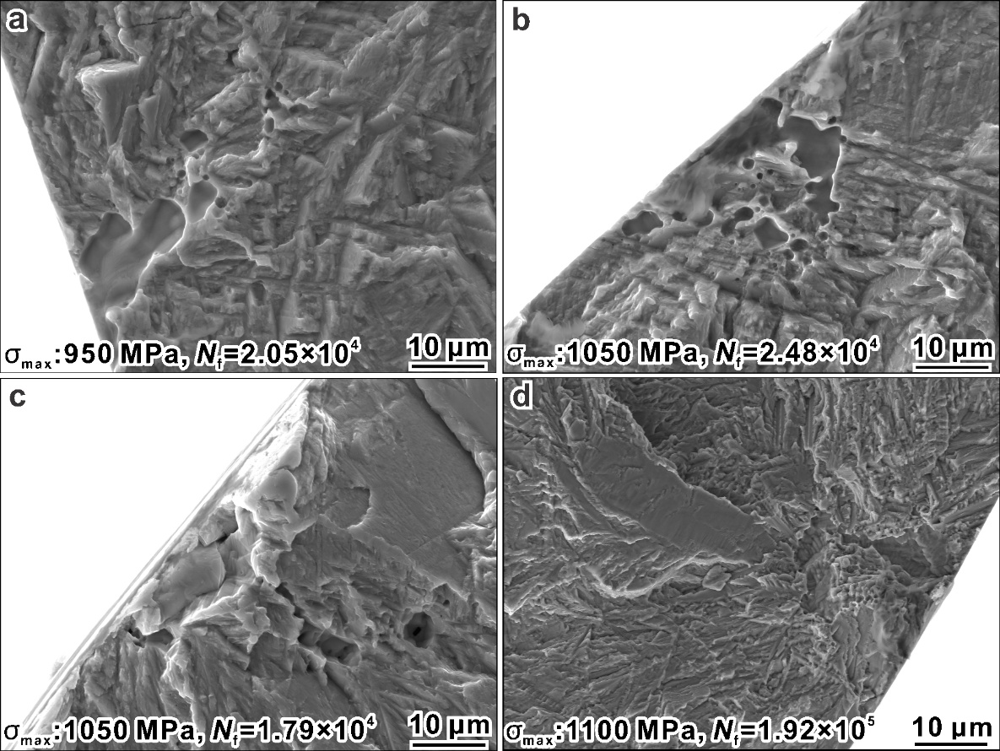 a
b
σmax:950 MPa, Nf=2.05×10⁴ 10 μm
σmax:1050 MPa, Nf=2.48×10⁴ 10 μm
c
d
σmax:1050 MPa, Nf=1.79×10⁴ 10 μm
σmax:1100 MPa, Nf=1.92×10⁵ 10 μm